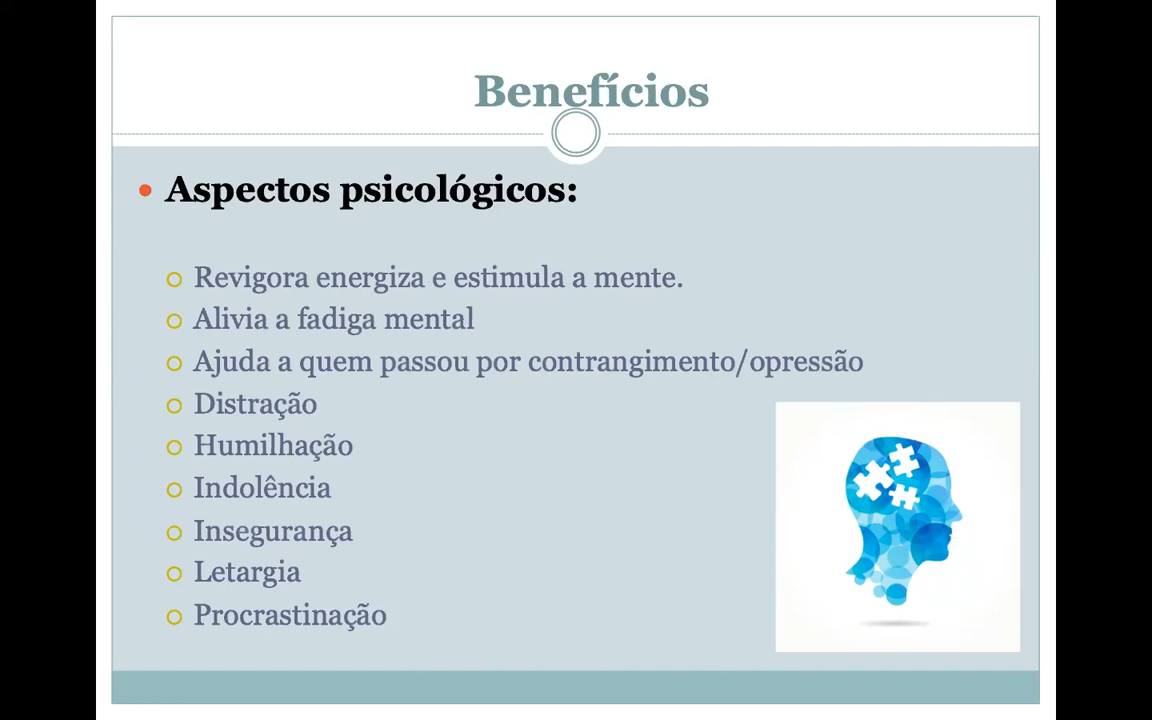 Benefícios
Aspectos psicológicos:
Revigora energiza e estimula a mente.
Alivia a fadiga mental
Ajuda a quem passou por contrangimento/opressão
Distração
Humilhação
Indolência
Insegurança
Letargia
Procrastinação